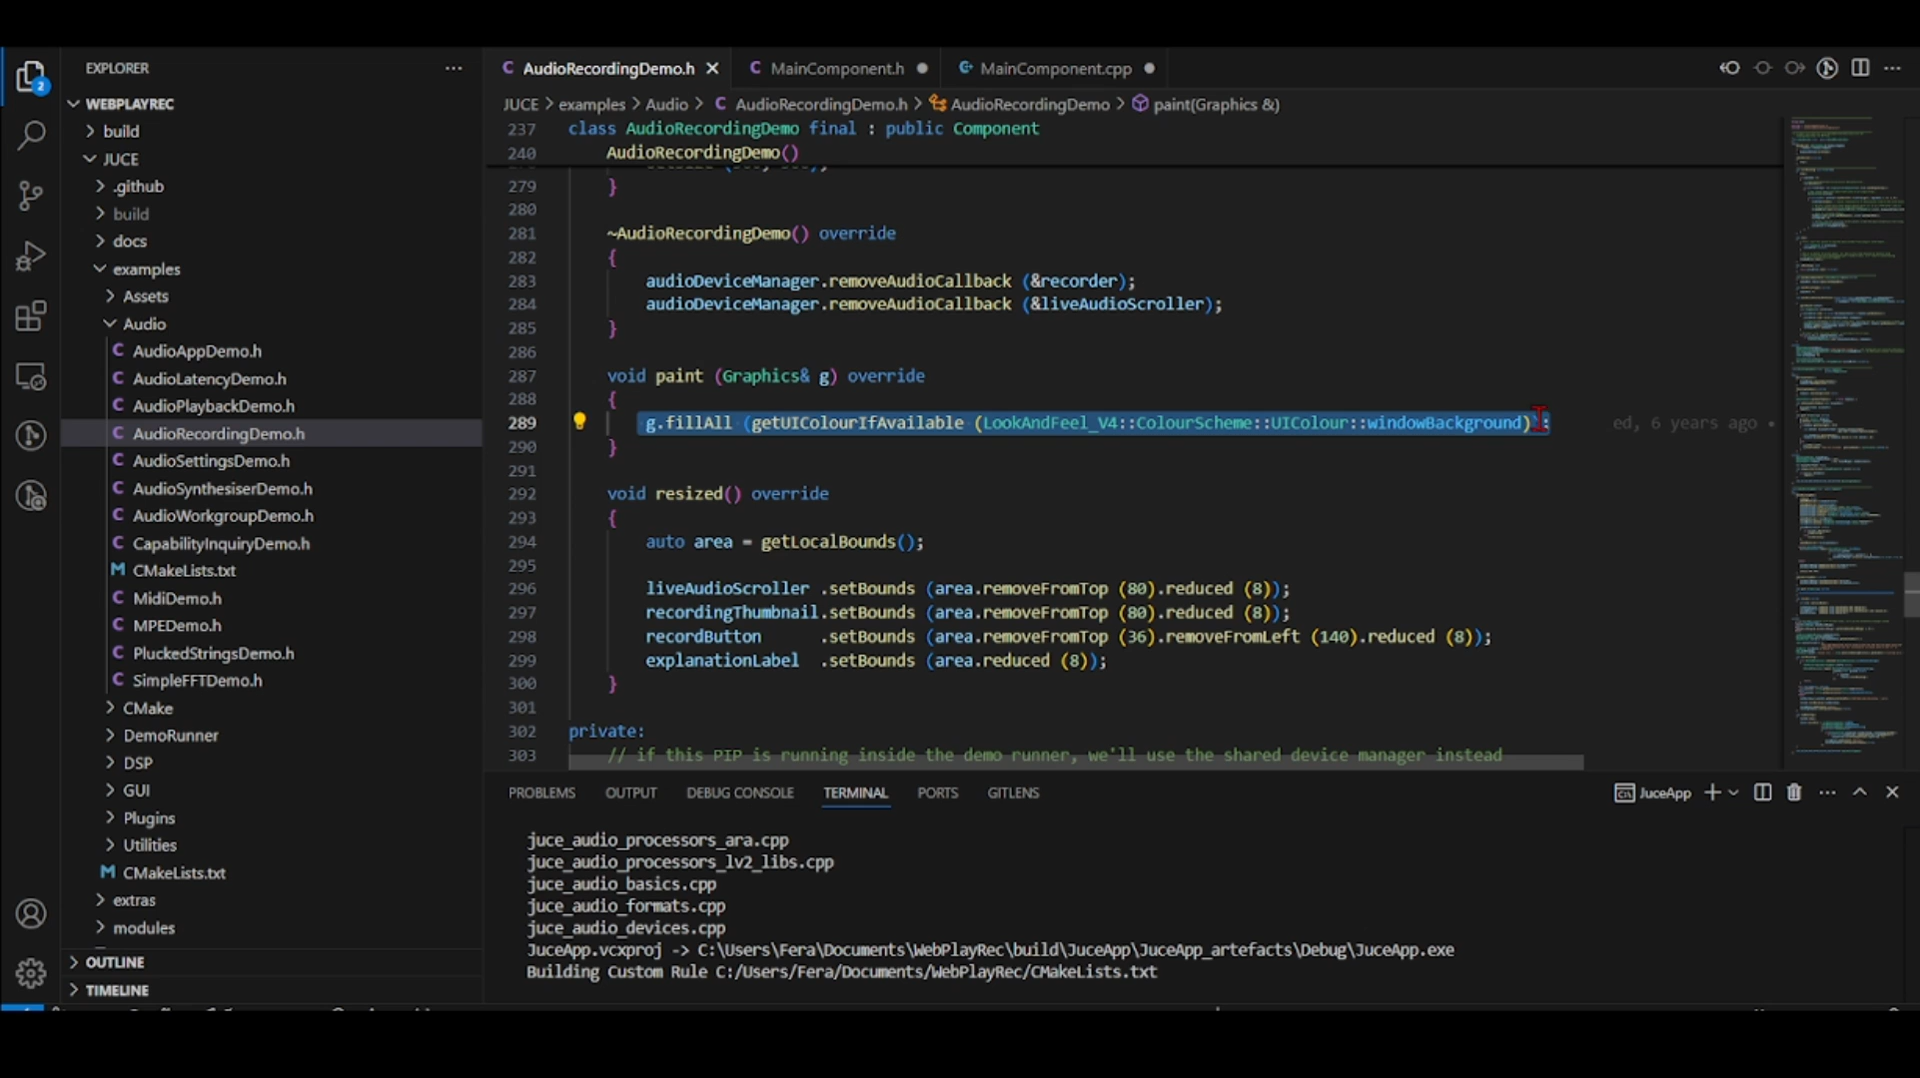 EXPLORER
WEBPLAYREC
build
JUCE
.github
build
docs
examples
Assets
Audio
AudioAppDemo.h
AudioLatencyDemo.h
AudioPlaybackDemo.h
AudioRecordingDemo.h
AudioSettingsDemo.h
AudioSynthesiserDemo.h
AudioWorkgroupDemo.h
CapabilityInquiryDemo.h
CMakeLists.txt
MidiDemo.h
MPEDemo.h
PluckedStringsDemo.h
SimpleFFTDemo.h
CMake
DemoRunner
DSP
GUI
Plugins
Utilities
CMakeLists.txt
extras
modules
OUTLINE
TIMELINE
2
AudioRecordingDemo.h MainComponent.h MainComponent.cpp
JUCE > examples > Audio > AudioRecordingDemo.h > AudioRecordingDemo > paint(Graphics &)
237 class AudioRecordingDemo final : public Component
240 AudioRecordingDemo()
279 }
280
281 ~AudioRecordingDemo() override
282 {
283 audioDeviceManager.removeAudioCallback (&recorder);
284 audioDeviceManager.removeAudioCallback (&liveAudioScroller);
285 }
286
287 void paint (Graphics& g) override
288 {
289 g.fillAll (getUIColourIfAvailable (LookAndFeel_V4::ColourScheme::UIColour::windowBackground)); ed, 6 years ago •
290 }
291
292 void resized() override
293 {
294 auto area = getLocalBounds();
295
296 liveAudioScroller .setBounds (area.removeFromTop (80).reduced (8));
297 recordingThumbnail.setBounds (area.removeFromTop (80).reduced (8));
298 recordButton .setBounds (area.removeFromTop (36).removeFromLeft (140).reduced (8));
299 explanationLabel .setBounds (area.reduced (8));
300 }
301
302 private:
303 // if this PIP is running inside the demo runner, we'll use the shared device manager instead
PROBLEMS OUTPUT DEBUG CONSOLE TERMINAL PORTS GITLENS JuceApp
juce_audio_processors_ara.cpp
juce_audio_processors_lv2_libs.cpp
juce_audio_basics.cpp
juce_audio_formats.cpp
juce_audio_devices.cpp
JuceApp.vcxproj -> C:\Users\Fera\Documents\WebPlayRec\build\JuceApp\JuceApp_artefacts\Debug\JuceApp.exe
Building Custom Rule C:/Users/Fera/Documents/WebPlayRec/CMakeLists.txt